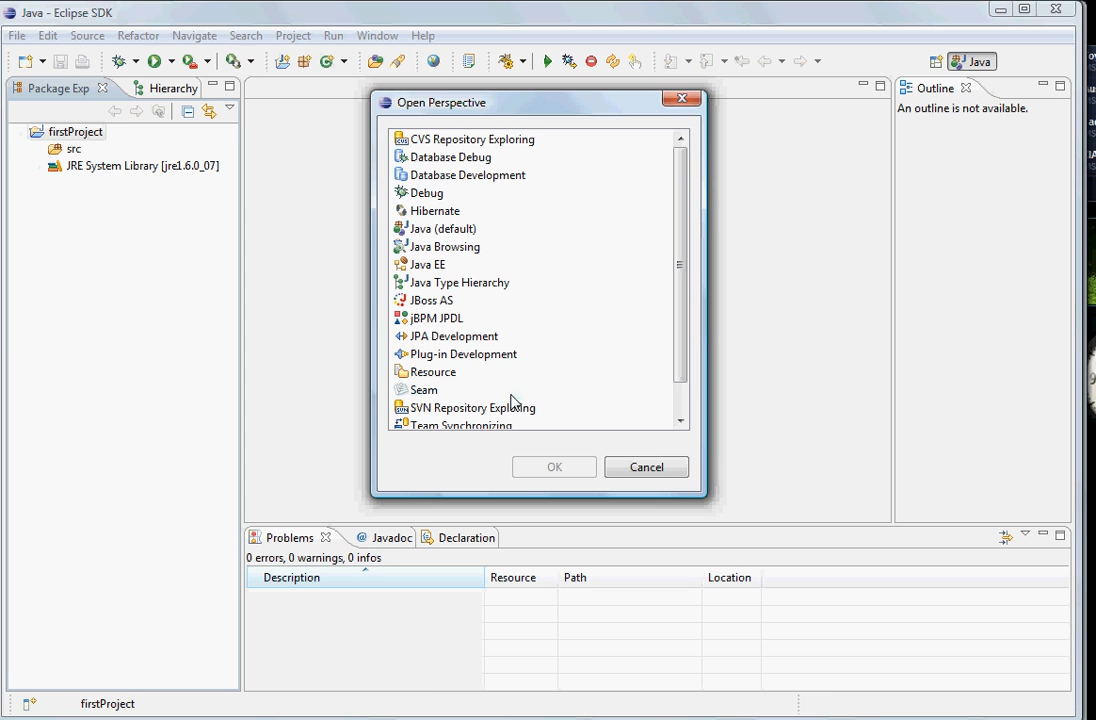 Java - Eclipse SDK
File Edit Source Refactor Navigate Search Project Run Window Help
Java
Package Exp Hierarchy
firstProject
src
JRE System Library [jre1.6.0_07]
Open Perspective
CVS Repository Exploring
Database Debug
Database Development
Debug
Hibernate
Java (default)
Java Browsing
Java EE
Java Type Hierarchy
JBoss AS
jBPM JPDL
JPA Development
Plug-in Development
Resource
Seam
SVN Repository Exploring
Team Synchronizing
OK Cancel
Outline
An outline is not available.
Problems @ Javadoc Declaration
0 errors, 0 warnings, 0 infos
Description Resource Path Location
firstProject